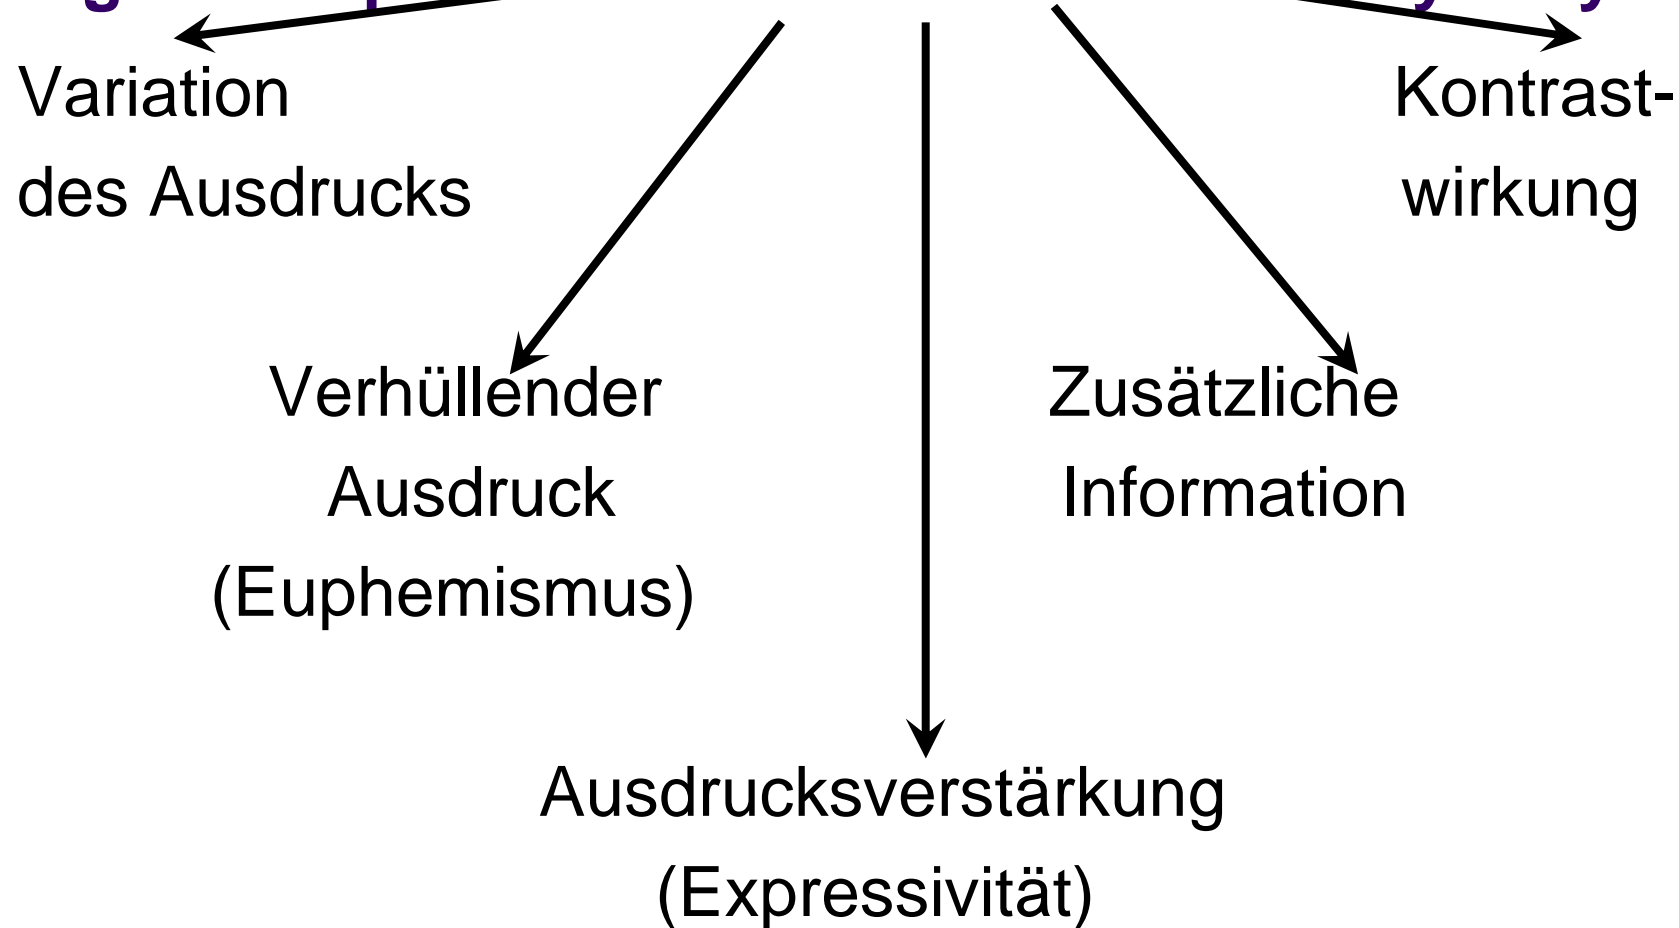 Variation
des Ausdrucks
Kontrast-
wirkung
Verhüllender
Ausdruck
(Euphemismus)
Zusätzliche
Information
Ausdrucksverstärkung
(Expressivität)